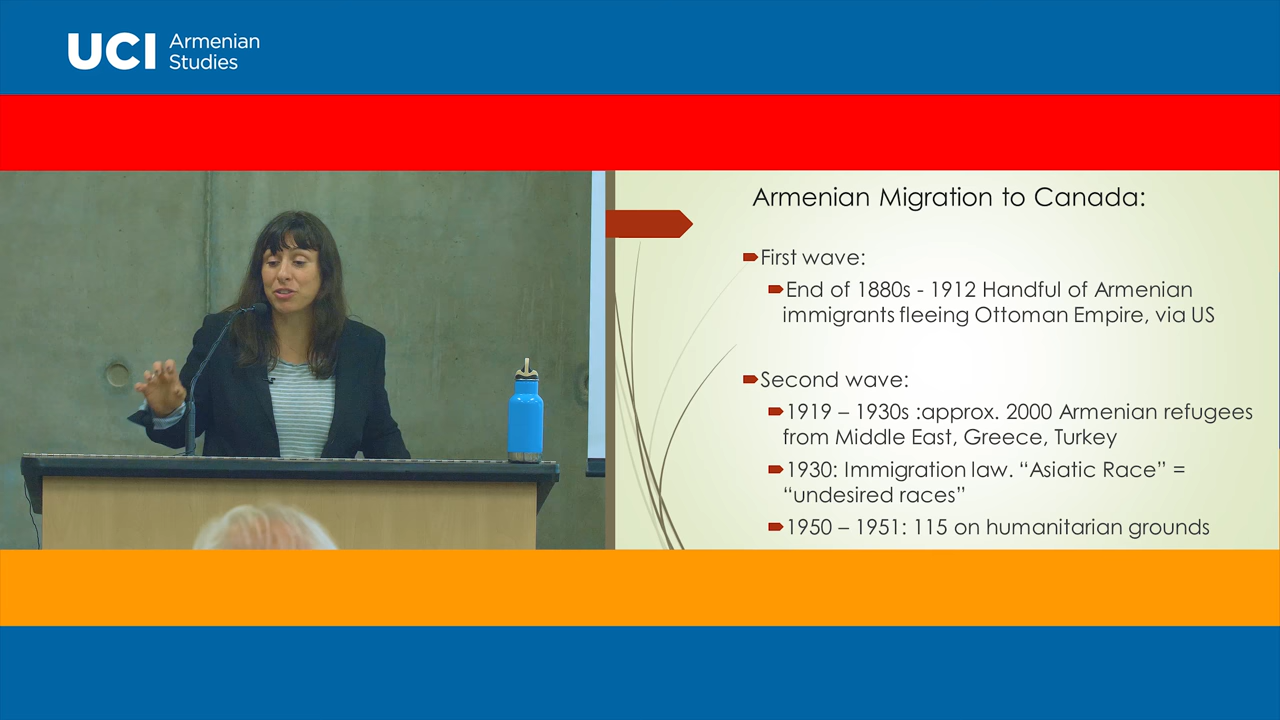 UCI Armenian
Studies
Armenian Migration to Canada:
First wave:
End of 1880s - 1912 Handful of Armenian
immigrants fleeing Ottoman Empire, via US
Second wave:
1919 – 1930s :approx. 2000 Armenian refugees
from Middle East, Greece, Turkey
1930: Immigration law. “Asiatic Race” =
“undesired races”
1950 – 1951: 115 on humanitarian grounds